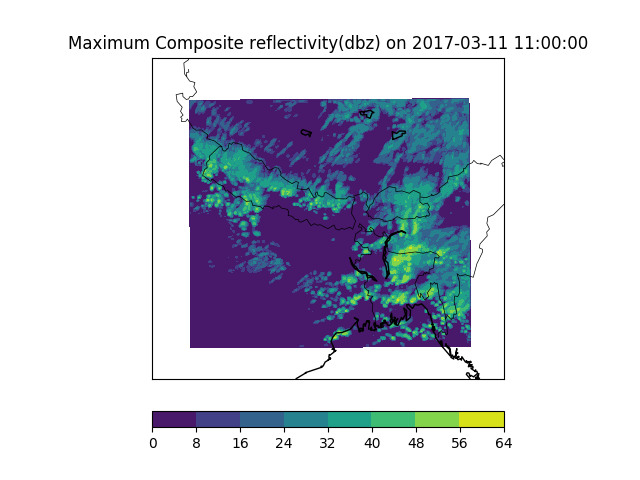 Maximum Composite reflectivity(dbz) on 2017-03-11 11:00:00
0 8 16 24 32 40 48 56 64